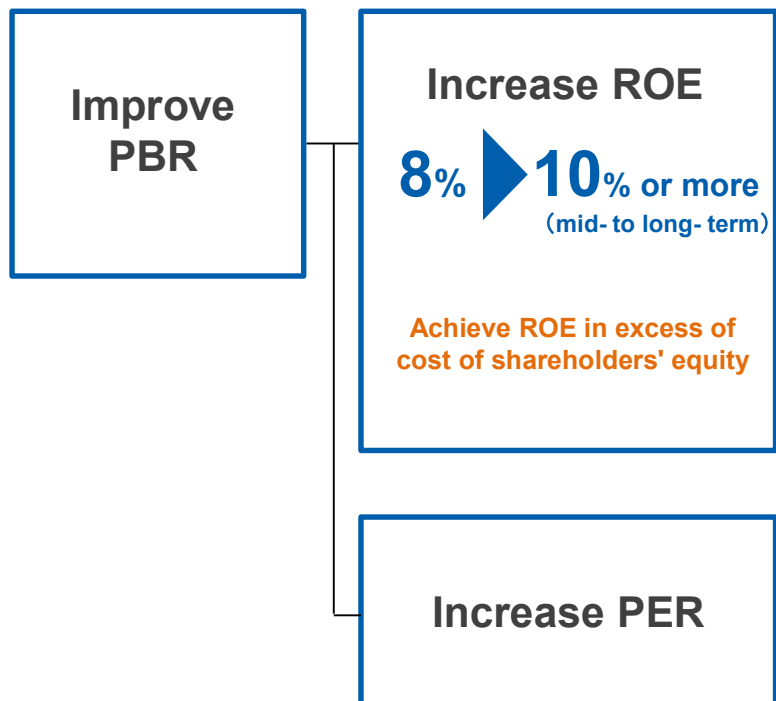 Improve
PBR
Increase ROE
8% 10% or more
(mid- to long- term)
Achieve ROE in excess of
cost of shareholders' equity
Increase PER